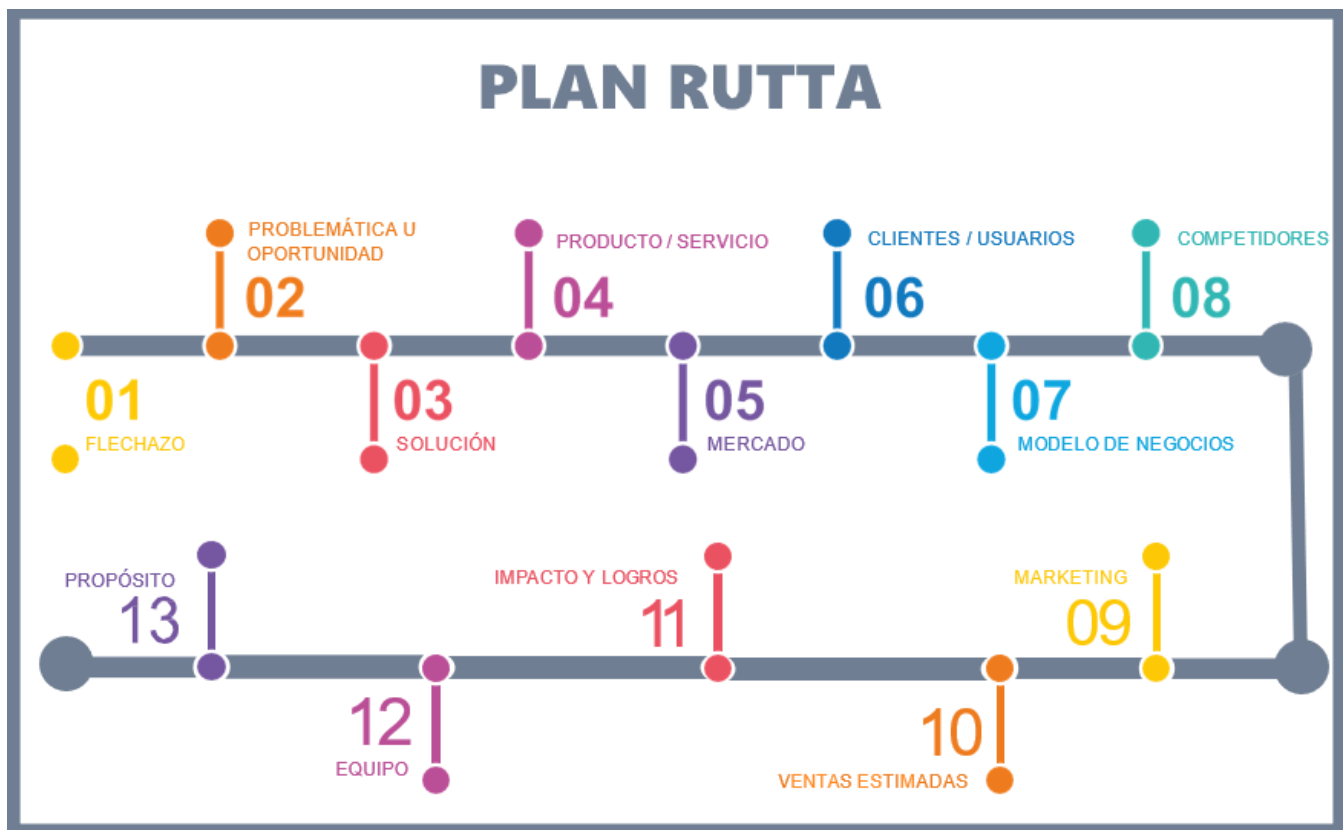 PLAN RUTTA
PROBLEMÁTICA U
OPORTUNIDAD
02
PRODUCTO / SERVICIO
04
CLIENTES / USUARIOS
06
COMPETIDORES
08
01
FLECHAZO
03
SOLUCIÓN
05
MERCADO
07
MODELO DE NEGOCIOS
PROPÓSITO
13
IMPACTO Y LOGROS
11
MARKETING
09
12
EQUIPO
10
VENTAS ESTIMADAS